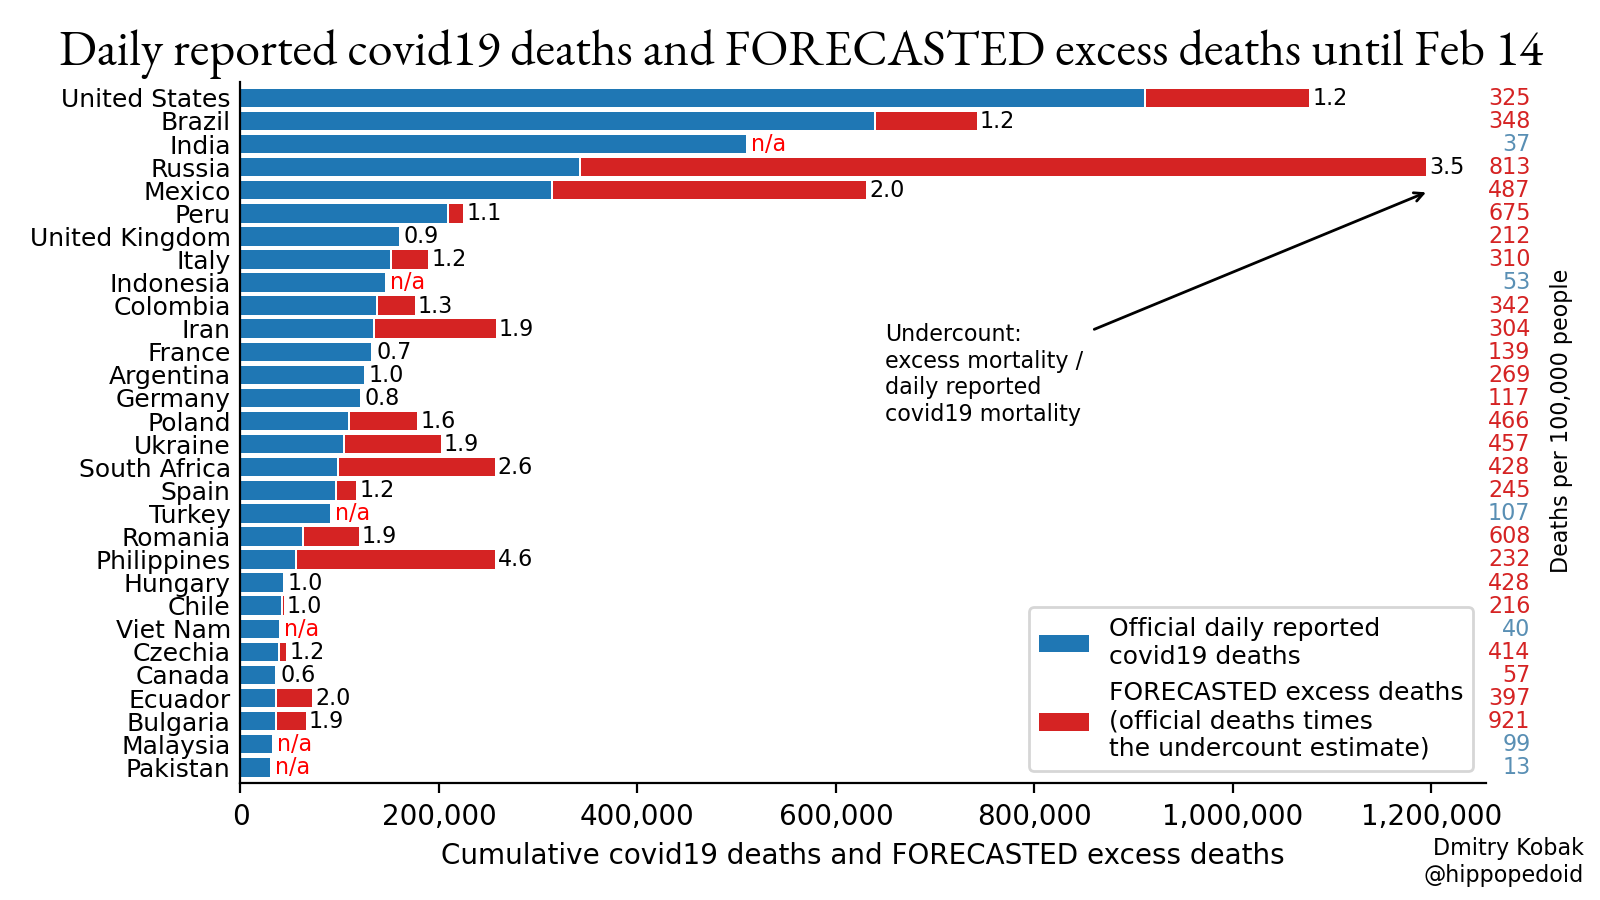 Daily reported covid19 deaths and FORECASTED excess deaths until Feb 14
United States 1.2 325
Brazil 1.2 348
India n/a 37
Russia 3.5 813
Mexico 2.0 487
Peru 1.1 675
United Kingdom 0.9 212
Italy 1.2 310
Indonesia n/a 53
Colombia 1.3 342
Iran 1.9 304
France 0.7 139
Argentina 1.0 269
Germany 0.8 117
Poland 1.6 466
Ukraine 1.9 457
South Africa 2.6 428
Spain 1.2 245
Turkey n/a 107
Romania 1.9 608
Philippines 4.6 232
Hungary 1.0 428
Chile 1.0 216
Viet Nam n/a 40
Czechia 1.2 414
Canada 0.6 57
Ecuador 2.0 397
Bulgaria 1.9 921
Malaysia n/a 99
Pakistan n/a 13
Undercount:
excess mortality /
daily reported
covid19 mortality
Deaths per 100,000 people
Official daily reported
covid19 deaths
FORECASTED excess deaths
(official deaths times
the undercount estimate)
0 200,000 400,000 600,000 800,000 1,000,000 1,200,000
Cumulative covid19 deaths and FORECASTED excess deaths
Dmitry Kobak
@hippopedoid